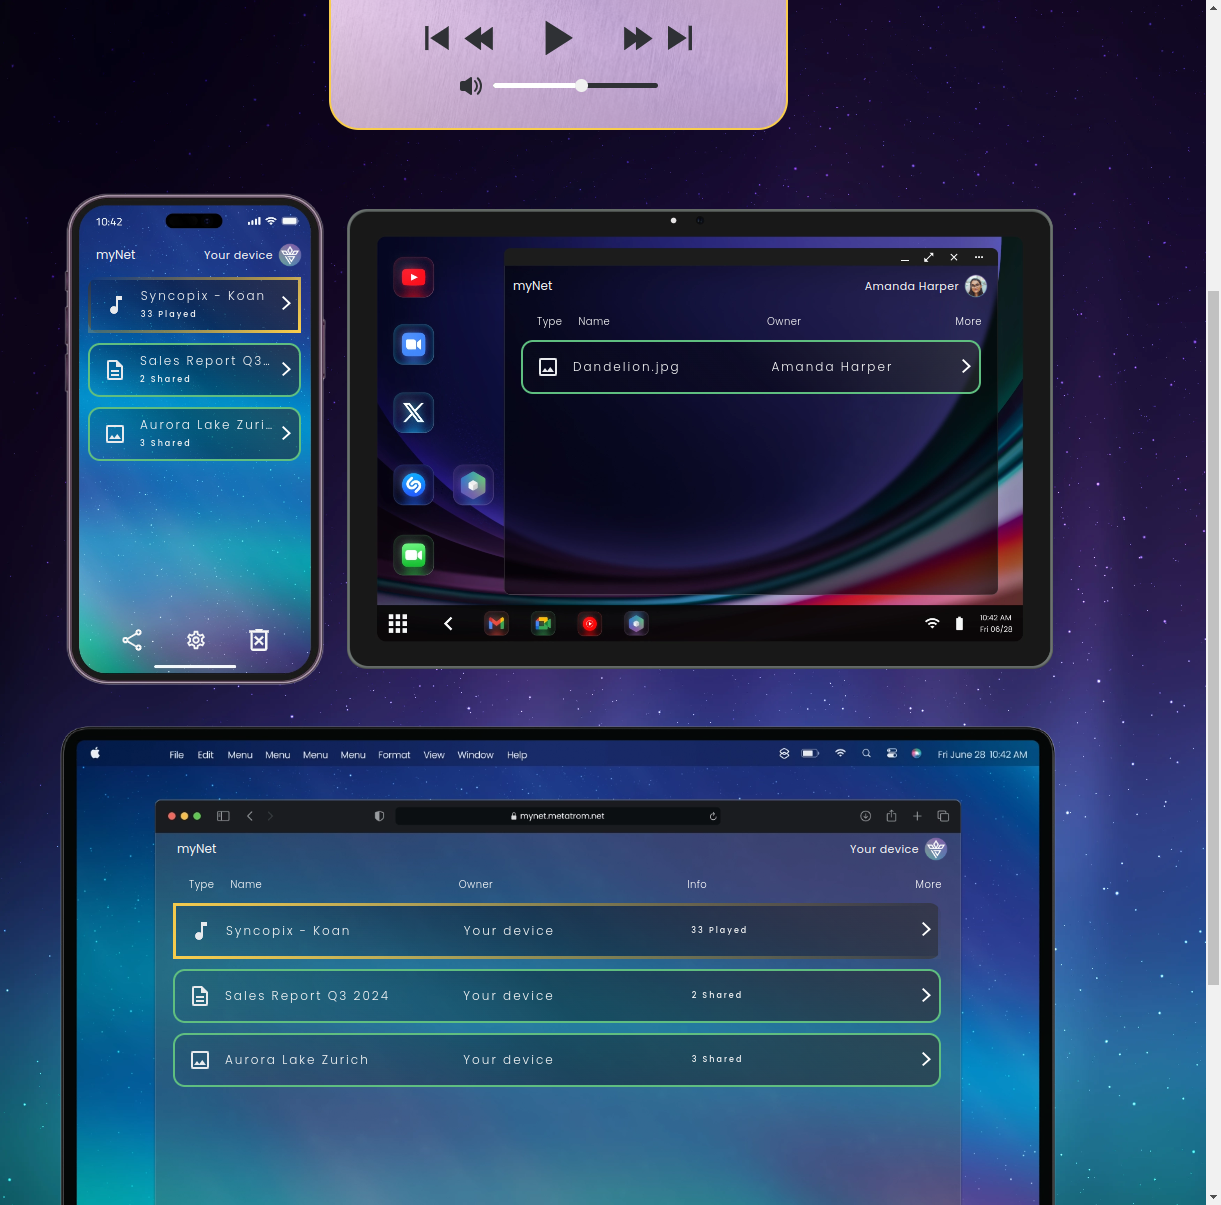 10:42
myNet
Your device
Syncopix - Koan
33 Played
Sales Report Q3...
2 Shared
Aurora Lake Zuri...
3 Shared
myNet
Amanda Harper
Type Name Owner More
Dandelion.jpg Amanda Harper
10:42 AM
Fri 06/28
File Edit Menu Menu Menu Menu Format View Window Help Fri June 28 10:42 AM
mynet.metatrom.net
myNet Your device
Type Name Owner Info More
Syncopix - Koan Your device 33 Played
Sales Report Q3 2024 Your device 2 Shared
Aurora Lake Zurich Your device 3 Shared